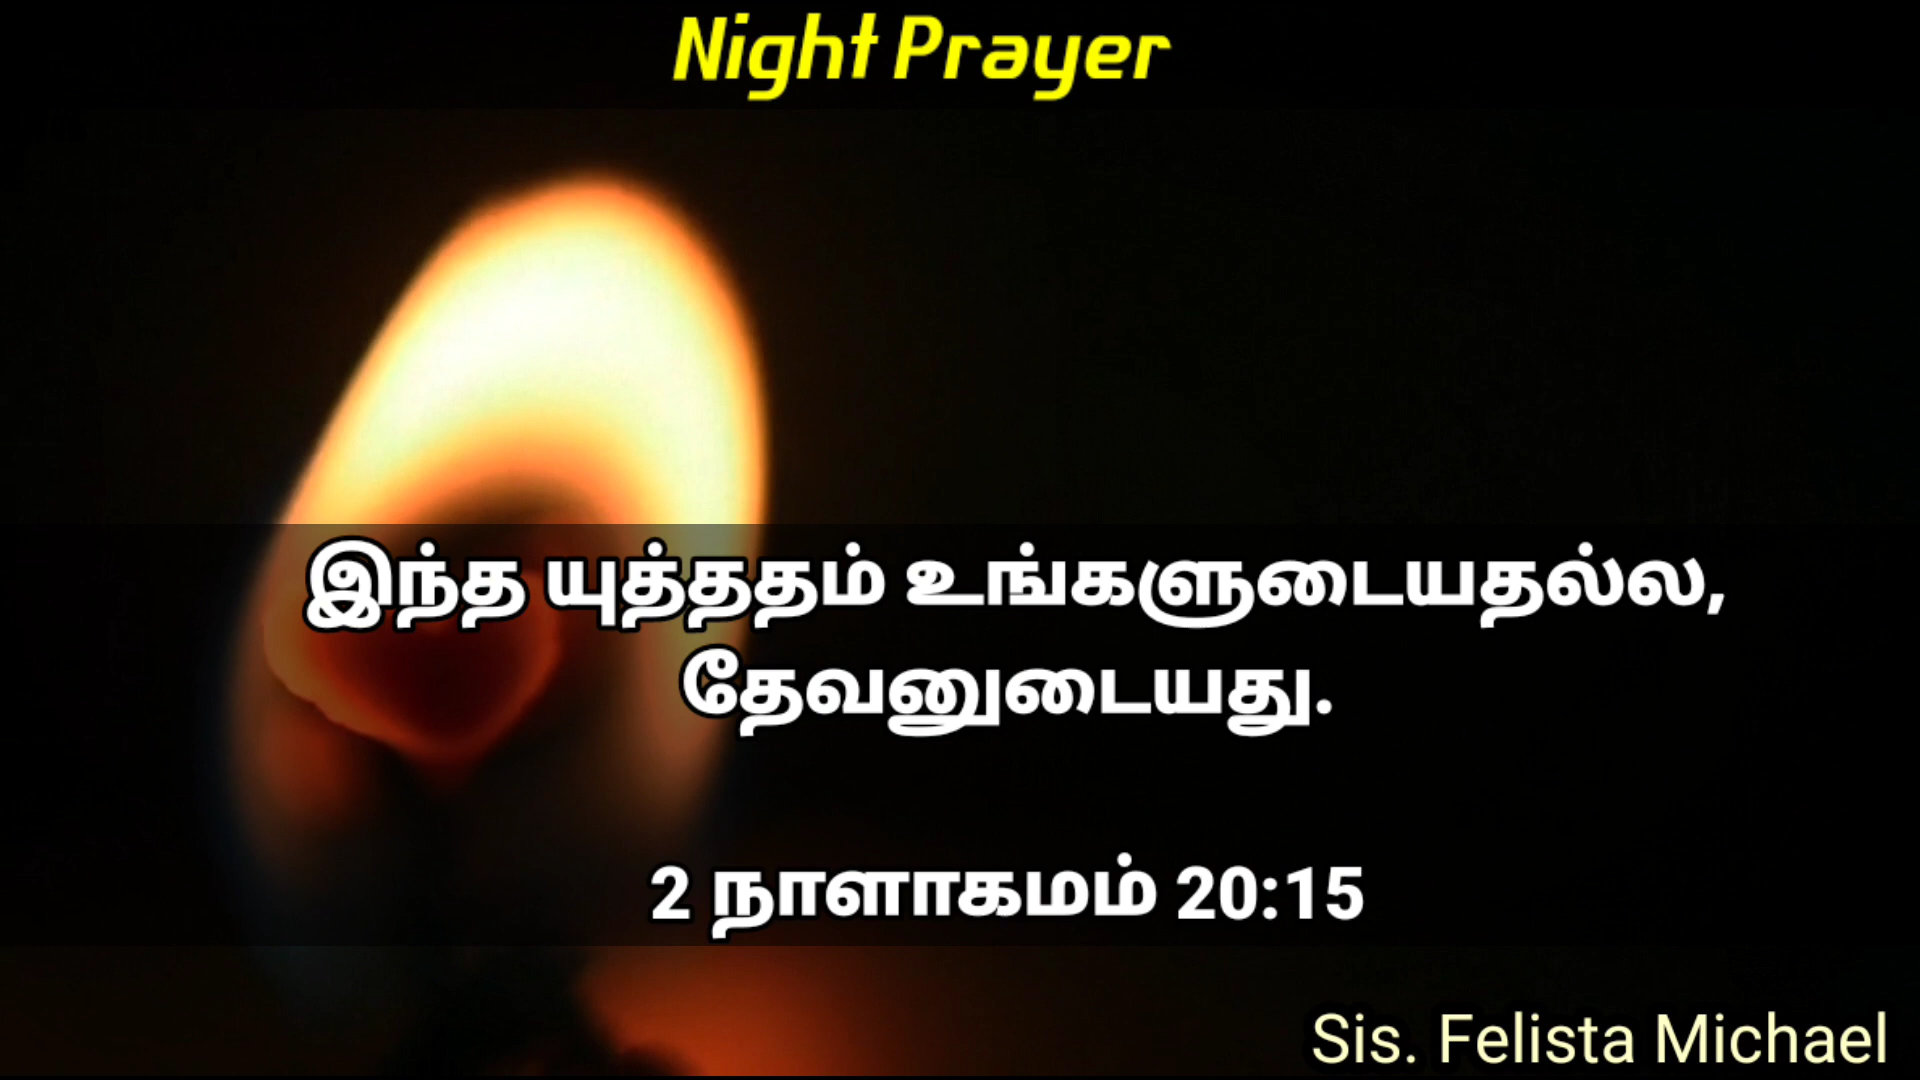 Night Prayer
இந்த யுத்ததம் உங்களுடையதல்ல,
தேவனுடையது.
2 நாளாகமம் 20:15
Sis. Felista Michael